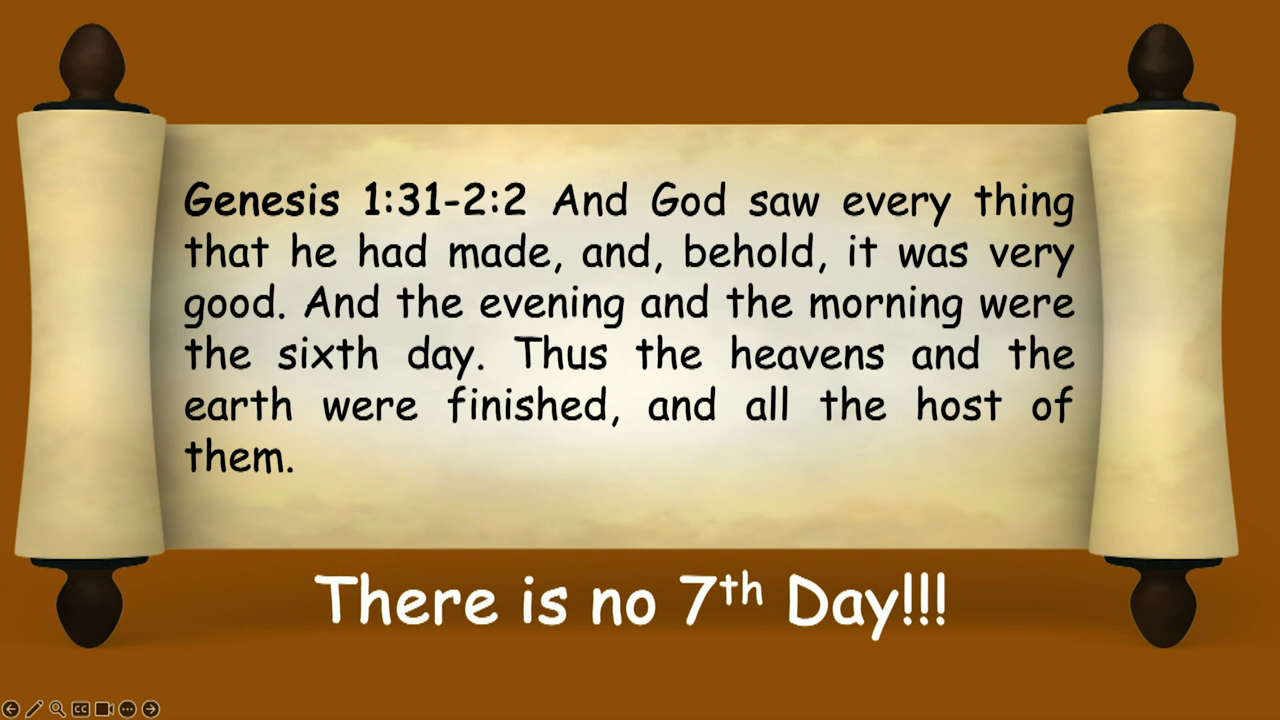 Genesis 1:31-2:2 And God saw every thing
that he had made, and, behold, it was very
good. And the evening and the morning were
the sixth day. Thus the heavens and the
earth were finished, and all the host of
them.
There is no 7th Day!!!
CC